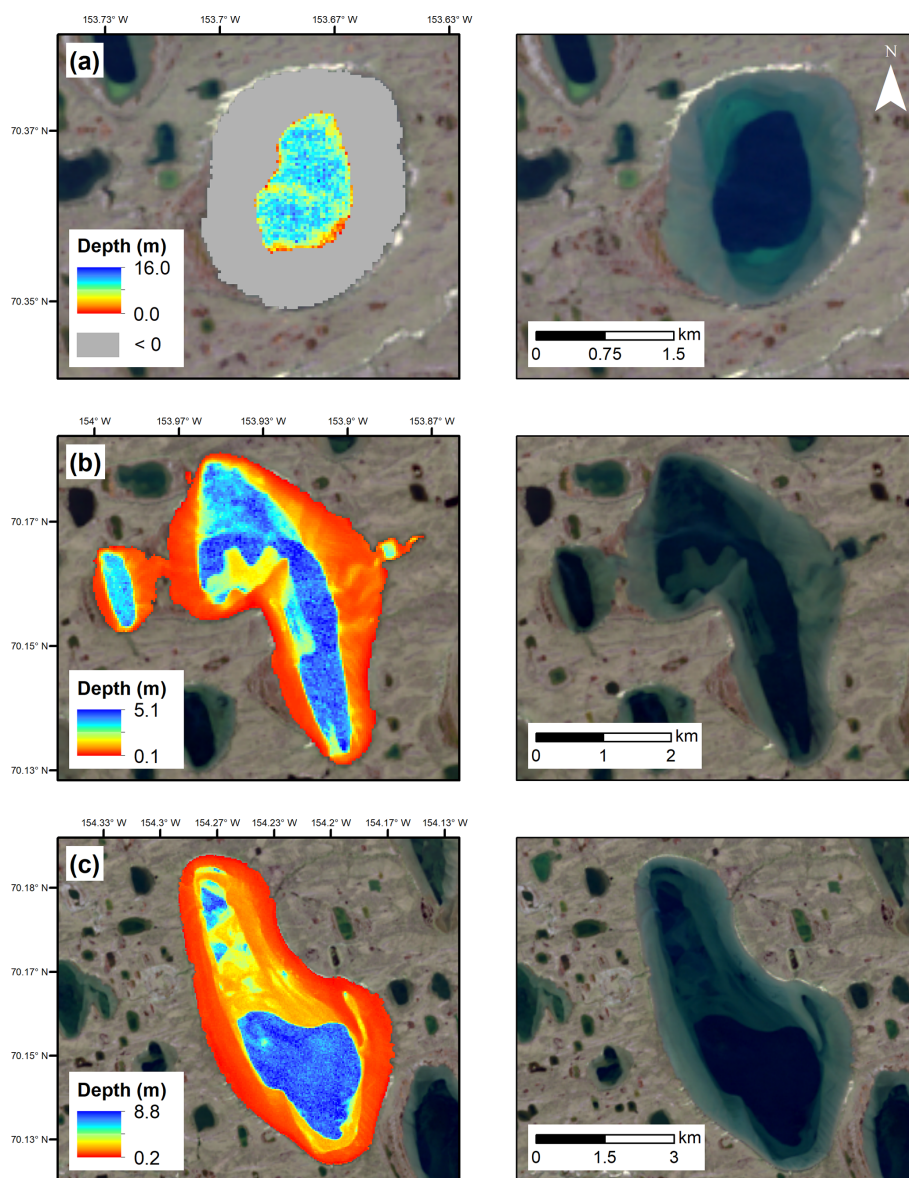 153.73° W 153.7° W 153.67° W 153.63° W
(a)
N
70.37° N
Depth (m)
16.0
0.0
< 0
70.35° N
km
0 0.75 1.5
154° W 153.97° W 153.93° W 153.9° W 153.87° W
(b)
70.17° N
70.15° N
Depth (m)
5.1
0.1
70.13° N
km
0 1 2
154.33° W 154.3° W 154.27° W 154.23° W 154.2° W 154.17° W 154.13° W
(c)
70.18° N
70.17° N
70.15° N
Depth (m)
8.8
0.2
70.13° N
km
0 1.5 3